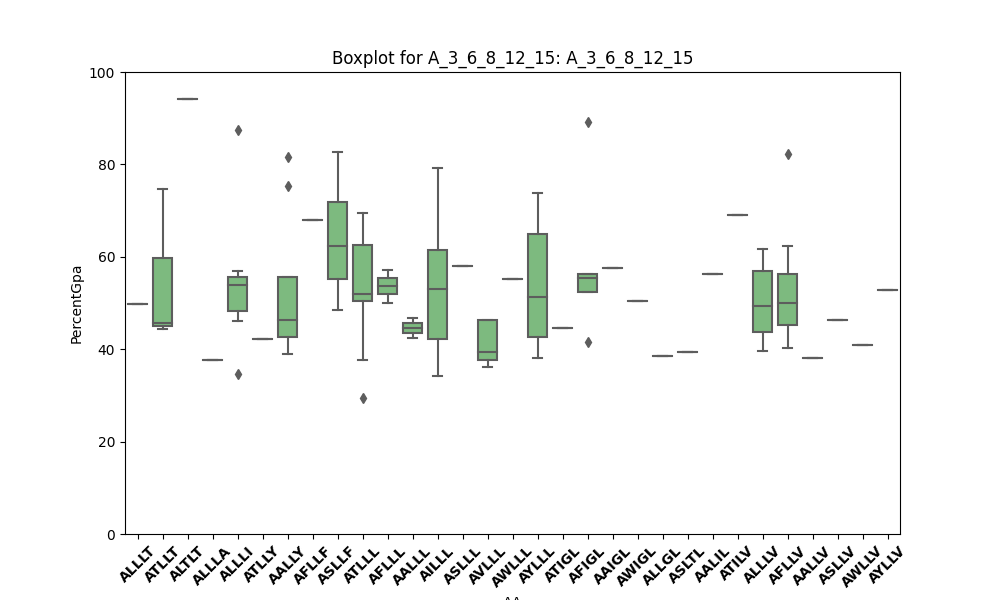 Boxplot for A_3_6_8_12_15: A_3_6_8_12_15
PercentGpa
100
80
60
40
20
0
ALLLT
ATLLT
ALTLT
ALLLA
ALLLI
ATLLY
AALLY
AFLLF
ASLLF
ATLLL
AFLLL
AALLL
AILLL
ASLLL
AVLLL
AWLLL
AYLLL
ATIGL
AFIGL
AAIGL
AWIGL
ALLGL
ASLTL
AALIL
ATILV
ALLLV
AFLLV
AALLV
ASLLV
AWLLV
AYLLV